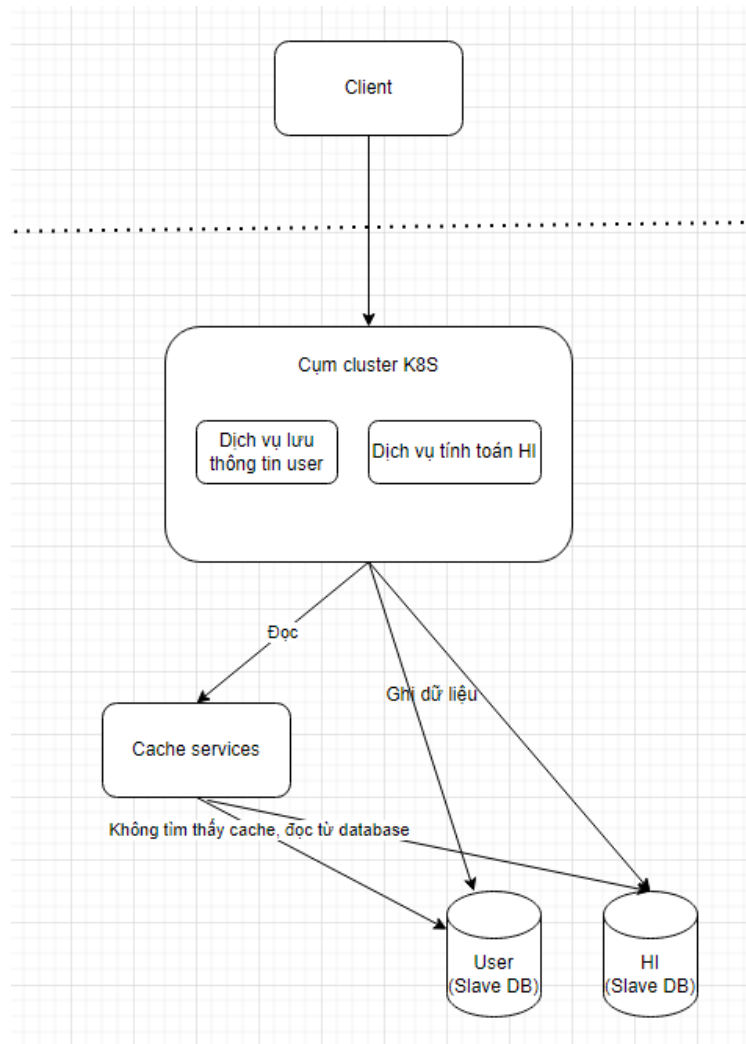 Client
Cụm cluster K8S
Dịch vụ lưu
thông tin user
Dịch vụ tính toán HI
Đọc
Ghi dữ liệu
Cache services
Không tìm thấy cache, đọc từ database
User
(Slave DB)
HI
(Slave DB)